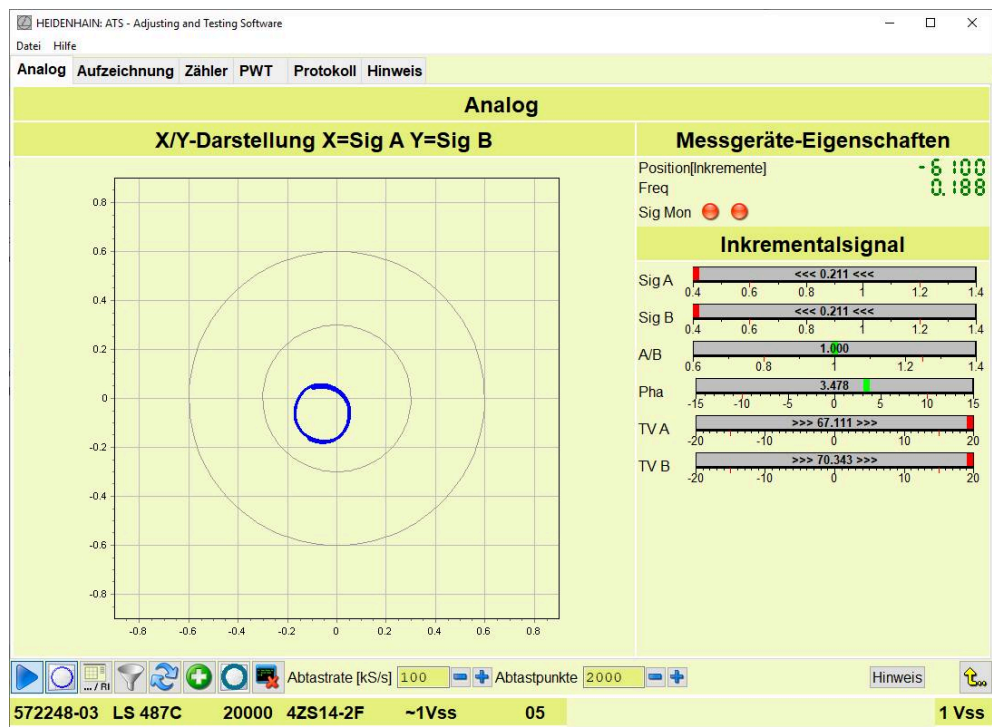 HEIDENHAIN: ATS - Adjusting and Testing Software
Datei Hilfe
Analog Aufzeichnung Zähler PWT Protokoll Hinweis
Analog
X/Y-Darstellung X=Sig A Y=Sig B
0.8
0.6
0.4
0.2
0
-0.2
-0.4
-0.6
-0.8
-0.8 -0.6 -0.4 -0.2 0 0.2 0.4 0.6 0.8
Messgeräte-Eigenschaften
Position[Inkremente] -6100
Freq 0.188
Sig Mon
Inkrementalsignal
Sig A <<< 0.211 <<<
0.4 0.6 0.8 1 1.2 1.4
Sig B <<< 0.211 <<<
0.4 0.6 0.8 1 1.2 1.4
A/B 1.000
0.6 0.8 1 1.2 1.4
Pha 3.478
-15 -10 -5 0 5 10 15
TV A >>> 67.111 >>>
-20 -10 0 10 20
TV B >>> 70.343 >>>
-20 -10 0 10 20
... / RI Abtastrate [kS/s] 100 Abtastpunkte 2000 Hinweis
572248-03 LS 487C 20000 4ZS14-2F ~1Vss 05 1 Vss